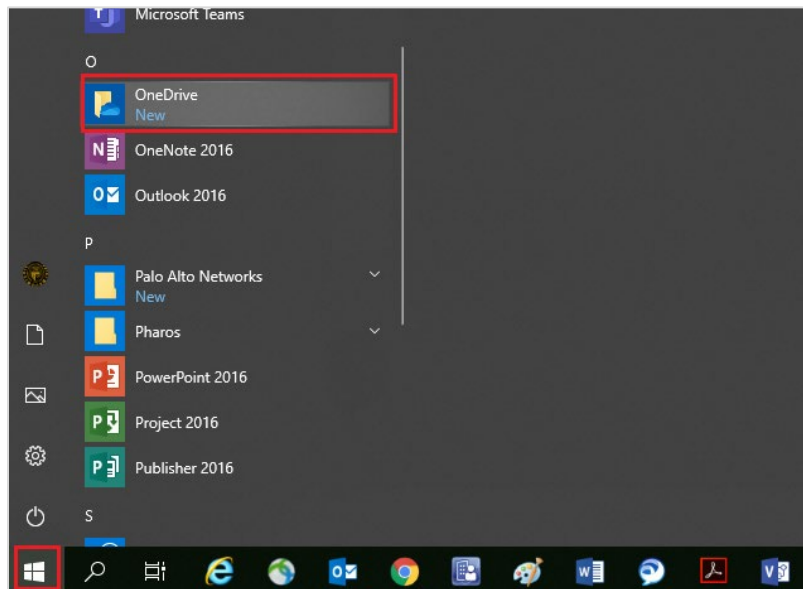 Microsoft Teams
O
OneDrive
New
OneNote 2016
Outlook 2016
P
Palo Alto Networks
New
Pharos
PowerPoint 2016
Project 2016
Publisher 2016
S